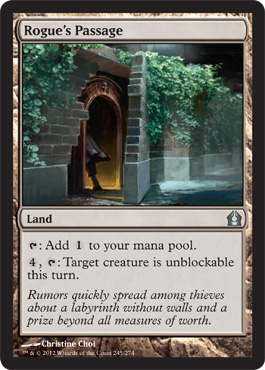 Rogue's Passage
Land
: Add 1 to your mana pool.
4, : Target creature is unblockable
this turn.
Rumors quickly spread among thieves
about a labyrinth without walls and a
prize beyond all measures of worth.
Christine Choi
™ & © 2012 Wizards of the Coast 245/274